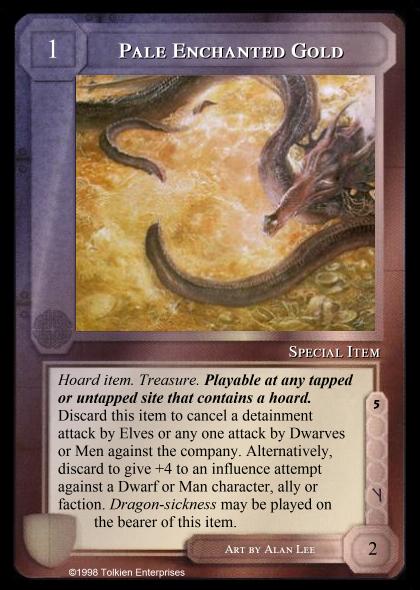 1
PALE ENCHANTED GOLD
SPECIAL ITEM
Hoard item. Treasure. Playable at any tapped
or untapped site that contains a hoard.
Discard this item to cancel a detainment
attack by Elves or any one attack by Dwarves
or Men against the company. Alternatively,
discard to give +4 to an influence attempt
against a Dwarf or Man character, ally or
faction. Dragon-sickness may be played on
the bearer of this item.
5
ART BY ALAN LEE
2
©1998 Tolkien Enterprises